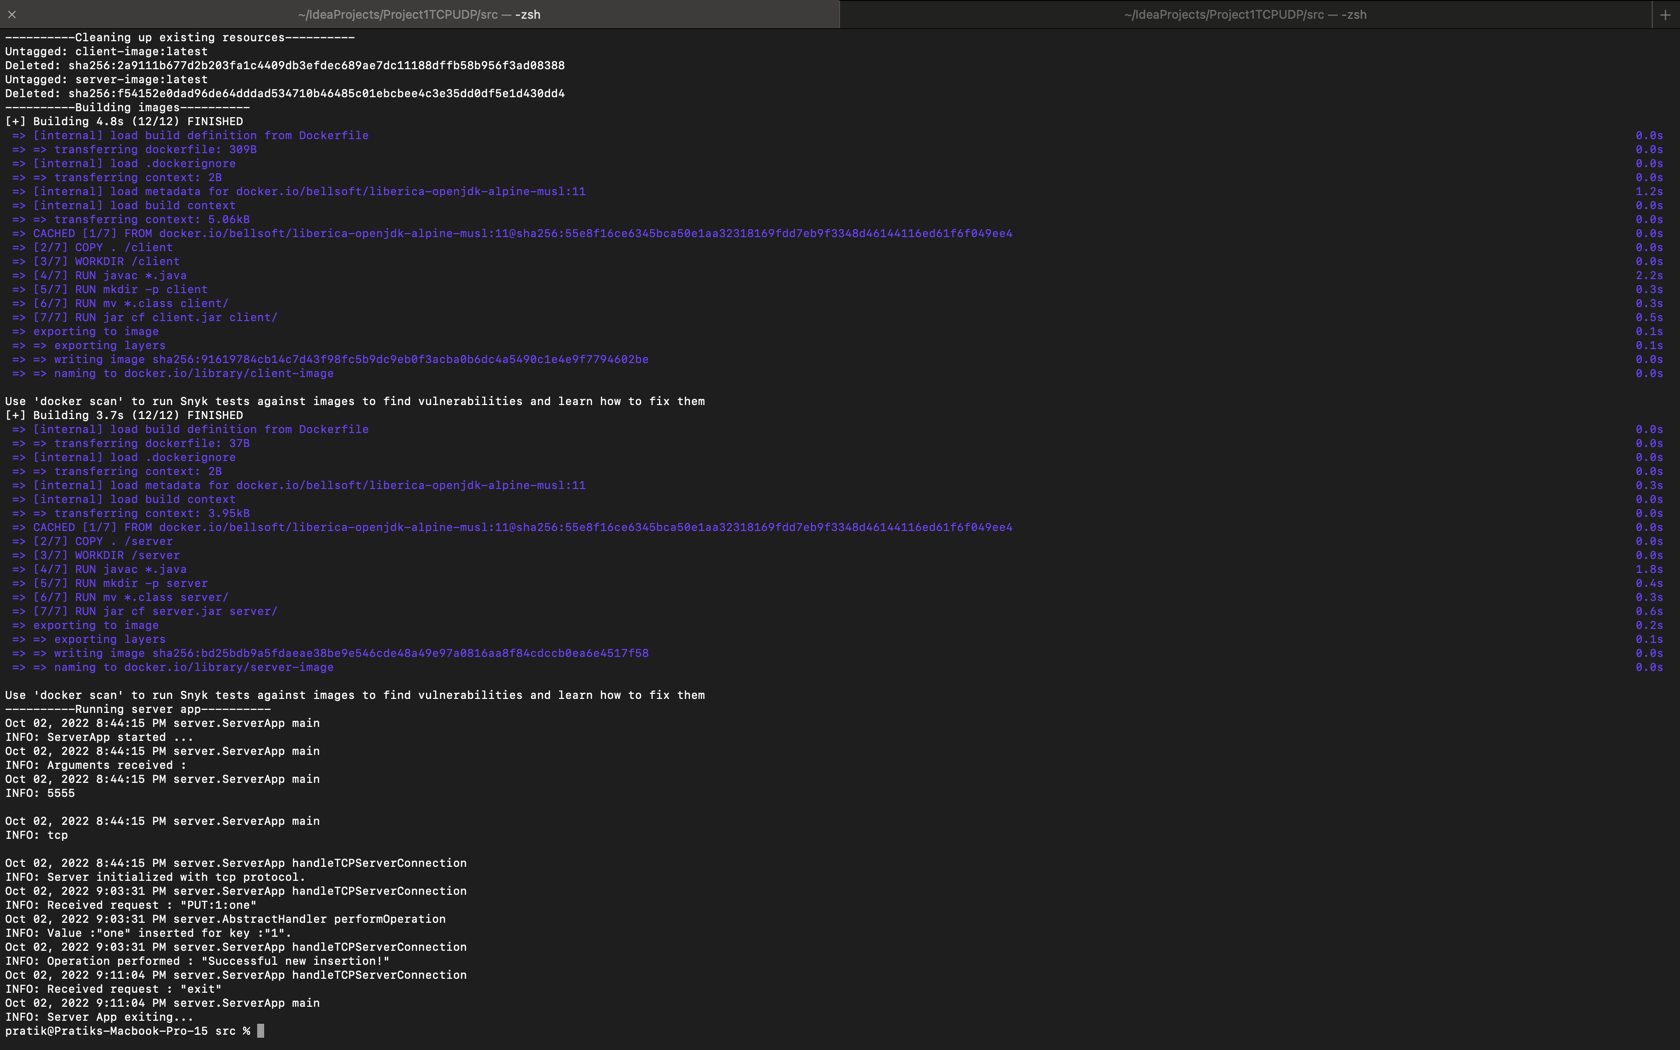 ~/IdeaProjects/Project1TCPUDP/src — -zsh
~/IdeaProjects/Project1TCPUDP/src — -zsh
----------Cleaning up existing resources----------
Untagged: client-image:latest
Deleted: sha256:2a9111b677d2b203fa1c4409db3efdec689ae7dc11188dffb58b956f3ad08388
Untagged: server-image:latest
Deleted: sha256:f54152e0dad96de64dddad534710b46485c01ebcbee4c3e35dd0df5e1d430dd4
----------Building images----------
[+] Building 4.8s (12/12) FINISHED
=> [internal] load build definition from Dockerfile 0.0s
=> => transferring dockerfile: 309B 0.0s
=> [internal] load .dockerignore 0.0s
=> => transferring context: 2B 0.0s
=> [internal] load metadata for docker.io/bellsoft/liberica-openjdk-alpine-musl:11 1.2s
=> [internal] load build context 0.0s
=> => transferring context: 5.06kB 0.0s
=> CACHED [1/7] FROM docker.io/bellsoft/liberica-openjdk-alpine-musl:11@sha256:55e8f16ce6345bca50e1aa32318169fdd7eb9f3348d46144116ed61f6f049ee4 0.0s
=> [2/7] COPY . /client 0.0s
=> [3/7] WORKDIR /client 0.0s
=> [4/7] RUN javac *.java 2.2s
=> [5/7] RUN mkdir -p client 0.3s
=> [6/7] RUN mv *.class client/ 0.3s
=> [7/7] RUN jar cf client.jar client/ 0.5s
=> exporting to image 0.1s
=> => exporting layers 0.1s
=> => writing image sha256:91619784cb14c7d43f98fc5b9dc9eb0f3acba0b6dc4a5490c1e4e9f7794602be 0.0s
=> => naming to docker.io/library/client-image 0.0s
Use 'docker scan' to run Snyk tests against images to find vulnerabilities and learn how to fix them
[+] Building 3.7s (12/12) FINISHED
=> [internal] load build definition from Dockerfile 0.0s
=> => transferring dockerfile: 37B 0.0s
=> [internal] load .dockerignore 0.0s
=> => transferring context: 2B 0.0s
=> [internal] load metadata for docker.io/bellsoft/liberica-openjdk-alpine-musl:11 0.3s
=> [internal] load build context 0.0s
=> => transferring context: 3.95kB 0.0s
=> CACHED [1/7] FROM docker.io/bellsoft/liberica-openjdk-alpine-musl:11@sha256:55e8f16ce6345bca50e1aa32318169fdd7eb9f3348d46144116ed61f6f049ee4 0.0s
=> [2/7] COPY . /server 0.0s
=> [3/7] WORKDIR /server 0.0s
=> [4/7] RUN javac *.java 1.8s
=> [5/7] RUN mkdir -p server 0.4s
=> [6/7] RUN mv *.class server/ 0.3s
=> [7/7] RUN jar cf server.jar server/ 0.6s
=> exporting to image 0.2s
=> => exporting layers 0.1s
=> => writing image sha256:bd25bdb9a5fdaeae38be9e546cde48a49e97a0816aa8f84cdccb0ea6e4517f58 0.0s
=> => naming to docker.io/library/server-image 0.0s
Use 'docker scan' to run Snyk tests against images to find vulnerabilities and learn how to fix them
----------Running server app----------
Oct 02, 2022 8:44:15 PM server.ServerApp main
INFO: ServerApp started ...
Oct 02, 2022 8:44:15 PM server.ServerApp main
INFO: Arguments received :
Oct 02, 2022 8:44:15 PM server.ServerApp main
INFO: 5555
Oct 02, 2022 8:44:15 PM server.ServerApp main
INFO: tcp
Oct 02, 2022 8:44:15 PM server.ServerApp handleTCPServerConnection
INFO: Server initialized with tcp protocol.
Oct 02, 2022 9:03:31 PM server.ServerApp handleTCPServerConnection
INFO: Received request : "PUT:1:one"
Oct 02, 2022 9:03:31 PM server.AbstractHandler performOperation
INFO: Value :"one" inserted for key :"1".
Oct 02, 2022 9:03:31 PM server.ServerApp handleTCPServerConnection
INFO: Operation performed : "Successful new insertion!"
Oct 02, 2022 9:11:04 PM server.ServerApp handleTCPServerConnection
INFO: Received request : "exit"
Oct 02, 2022 9:11:04 PM server.ServerApp main
INFO: Server App exiting...
pratik@Pratiks-Macbook-Pro-15 src %